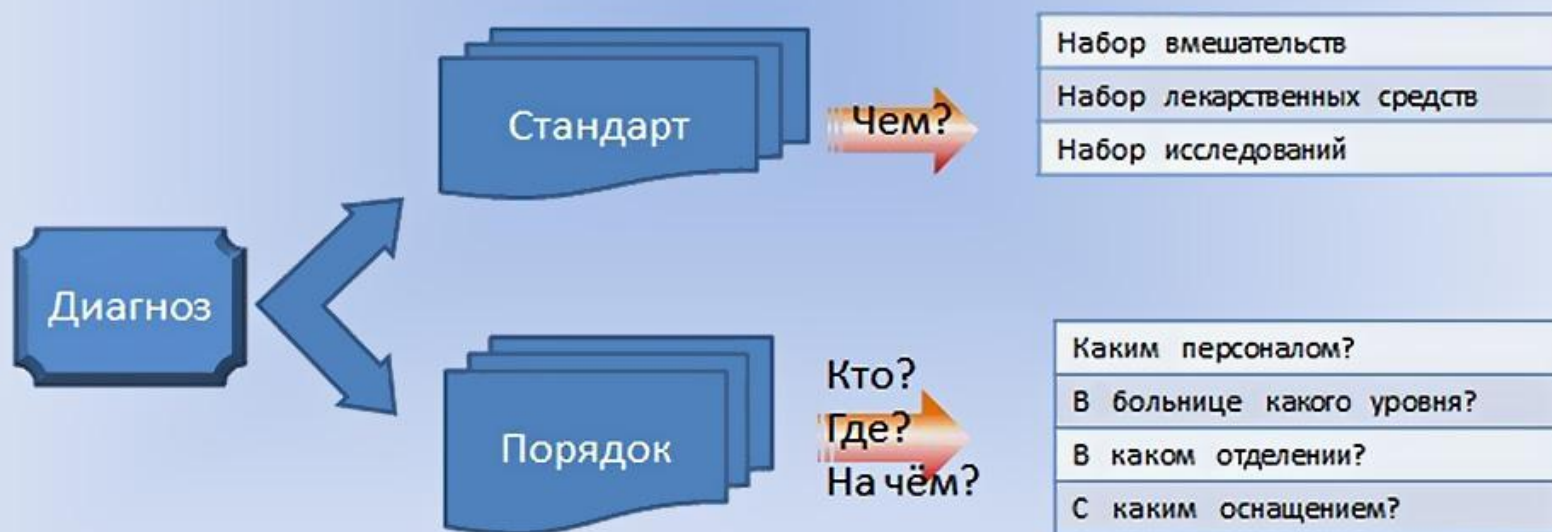 Диагноз
Стандарт
Чем?
Набор вмешательств
Набор лекарственных средств
Набор исследований
Порядок
Кто?
Где?
На чём?
Каким персоналом?
В больнице какого уровня?
В каком отделении?
С каким оснащением?